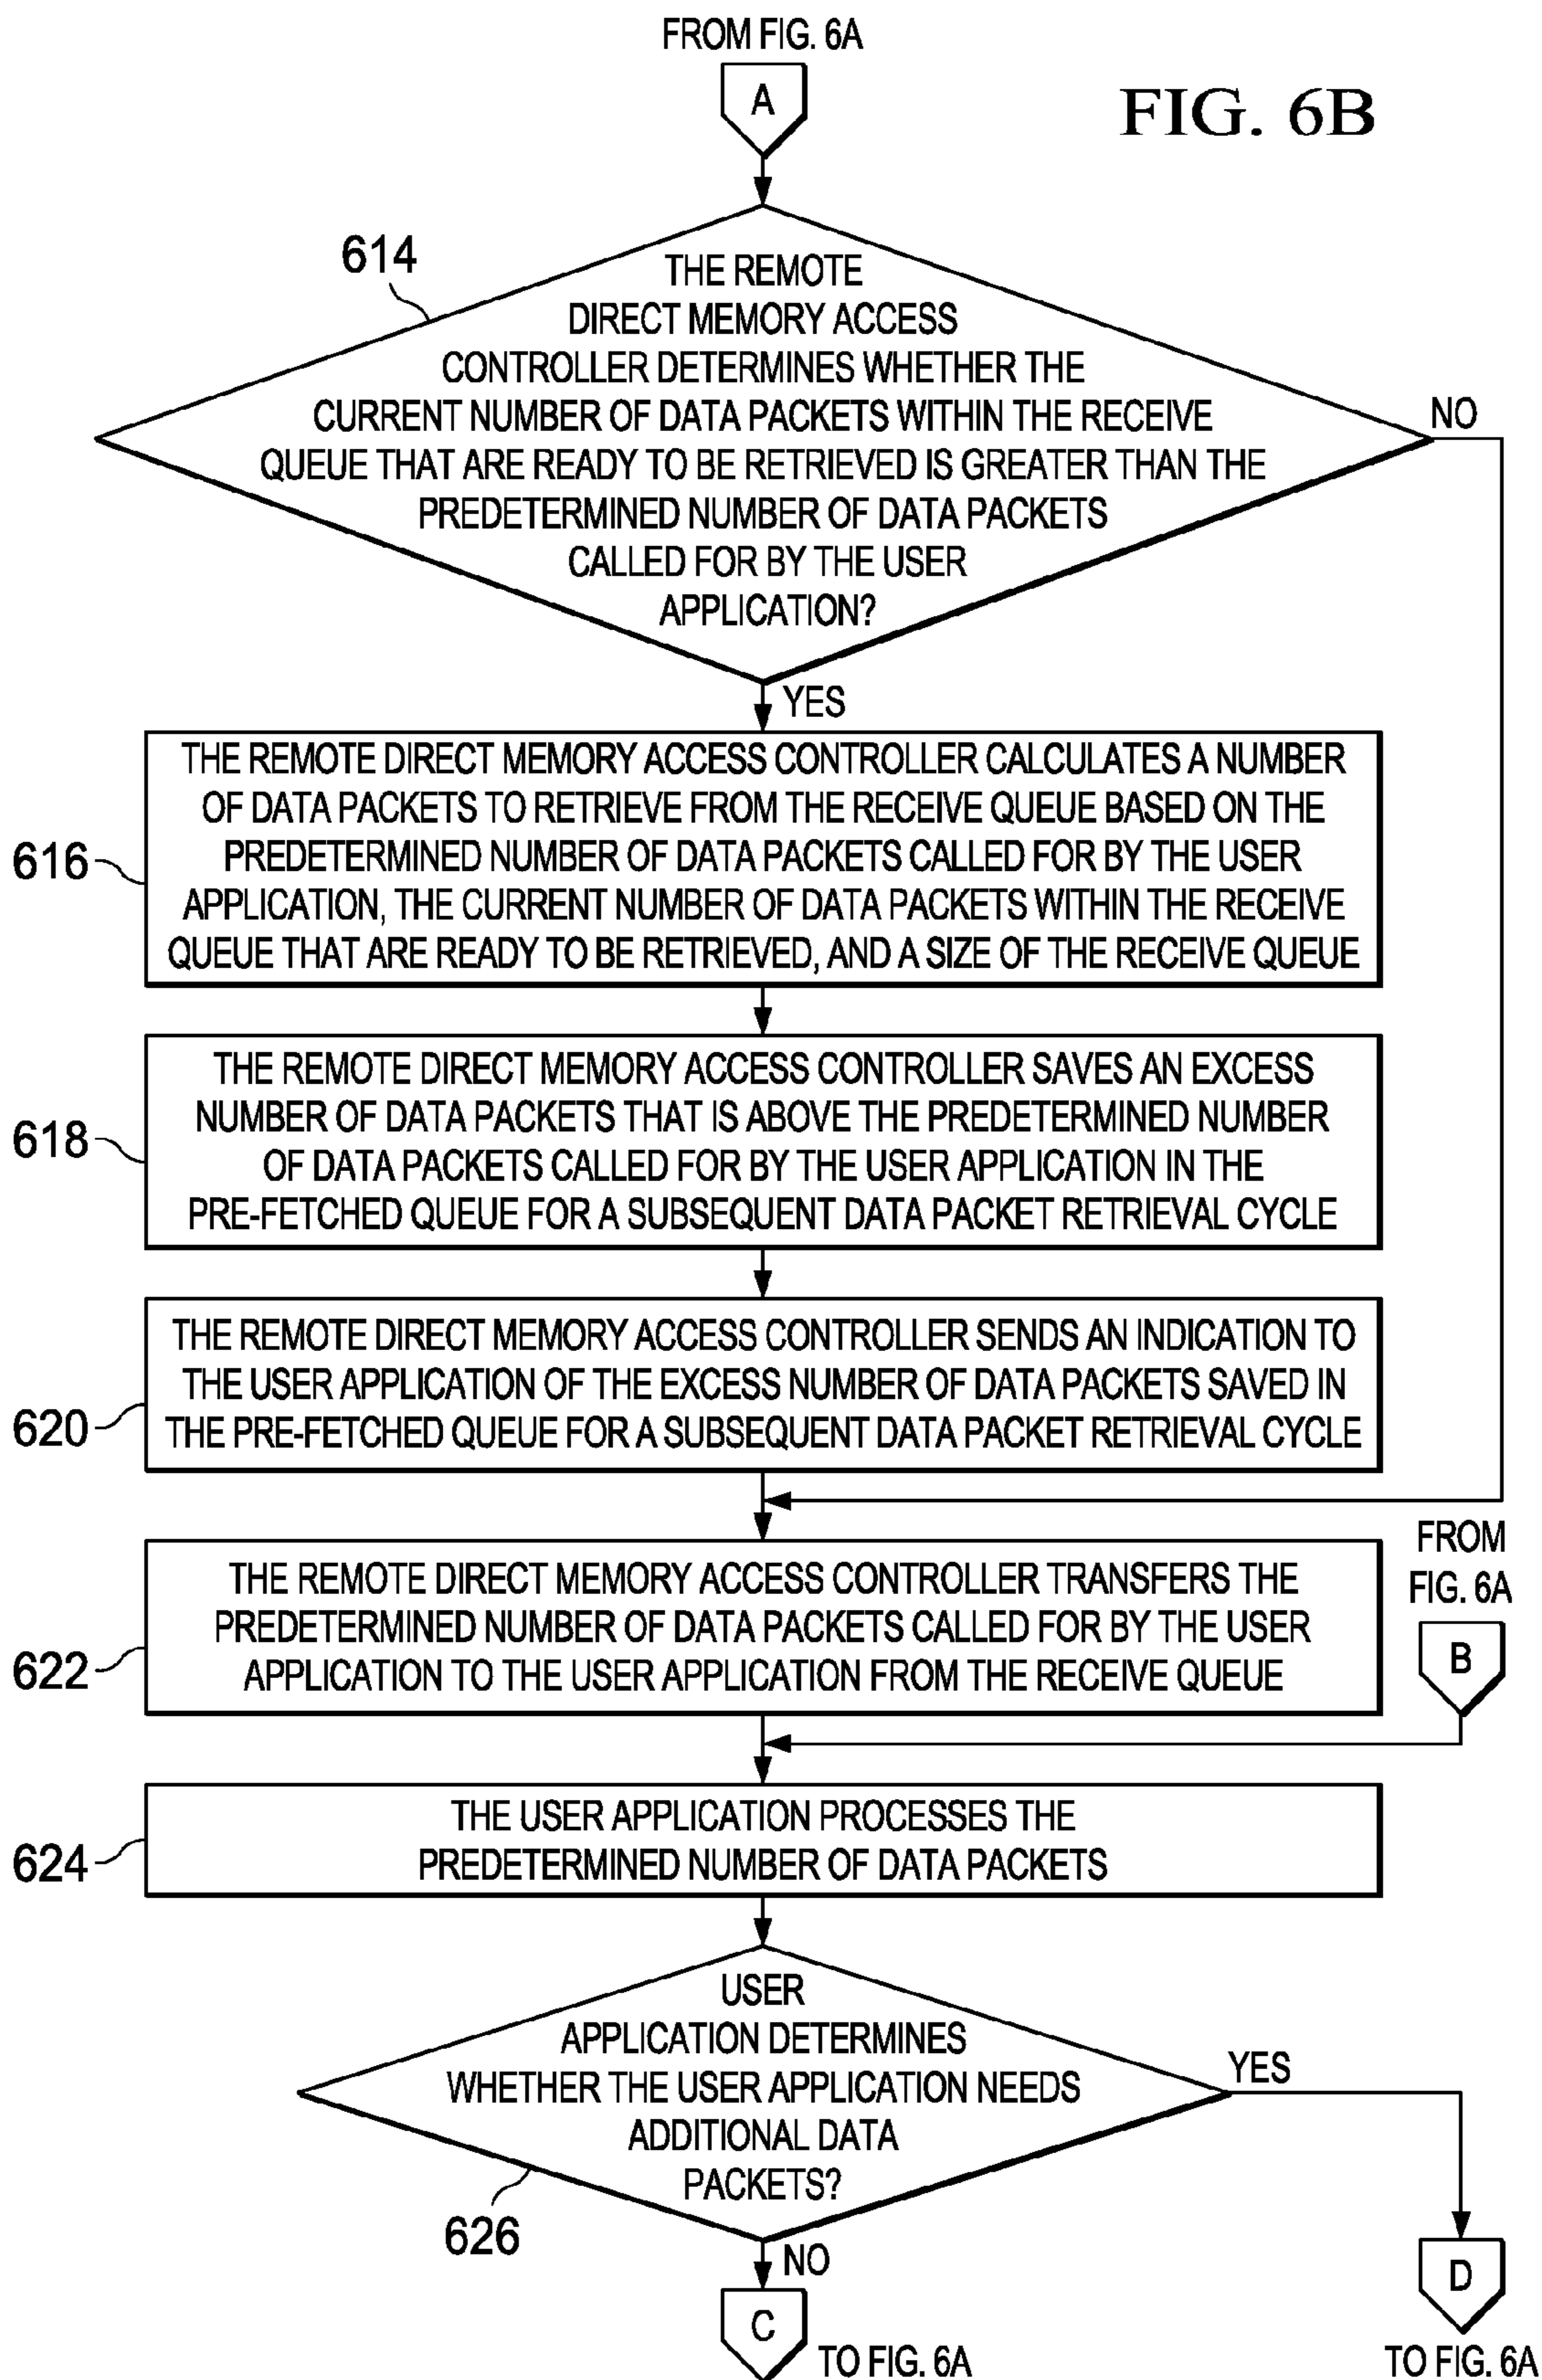 FROM FIG. 6A
A
FIG. 6B
614
THE REMOTE
DIRECT MEMORY ACCESS
CONTROLLER DETERMINES WHETHER THE
CURRENT NUMBER OF DATA PACKETS WITHIN THE RECEIVE
QUEUE THAT ARE READY TO BE RETRIEVED IS GREATER THAN THE
PREDETERMINED NUMBER OF DATA PACKETS
CALLED FOR BY THE USER
APPLICATION?
NO
YES
616
THE REMOTE DIRECT MEMORY ACCESS CONTROLLER CALCULATES A NUMBER
OF DATA PACKETS TO RETRIEVE FROM THE RECEIVE QUEUE BASED ON THE
PREDETERMINED NUMBER OF DATA PACKETS CALLED FOR BY THE USER
APPLICATION, THE CURRENT NUMBER OF DATA PACKETS WITHIN THE RECEIVE
QUEUE THAT ARE READY TO BE RETRIEVED, AND A SIZE OF THE RECEIVE QUEUE
618
THE REMOTE DIRECT MEMORY ACCESS CONTROLLER SAVES AN EXCESS
NUMBER OF DATA PACKETS THAT IS ABOVE THE PREDETERMINED NUMBER
OF DATA PACKETS CALLED FOR BY THE USER APPLICATION IN THE
PRE-FETCHED QUEUE FOR A SUBSEQUENT DATA PACKET RETRIEVAL CYCLE
620
THE REMOTE DIRECT MEMORY ACCESS CONTROLLER SENDS AN INDICATION TO
THE USER APPLICATION OF THE EXCESS NUMBER OF DATA PACKETS SAVED IN
THE PRE-FETCHED QUEUE FOR A SUBSEQUENT DATA PACKET RETRIEVAL CYCLE
622
THE REMOTE DIRECT MEMORY ACCESS CONTROLLER TRANSFERS THE
PREDETERMINED NUMBER OF DATA PACKETS CALLED FOR BY THE USER
APPLICATION TO THE USER APPLICATION FROM THE RECEIVE QUEUE
FROM
FIG. 6A
B
624
THE USER APPLICATION PROCESSES THE
PREDETERMINED NUMBER OF DATA PACKETS
USER
APPLICATION DETERMINES
WHETHER THE USER APPLICATION NEEDS
ADDITIONAL DATA
PACKETS?
626
YES
NO
C
TO FIG. 6A
D
TO FIG. 6A